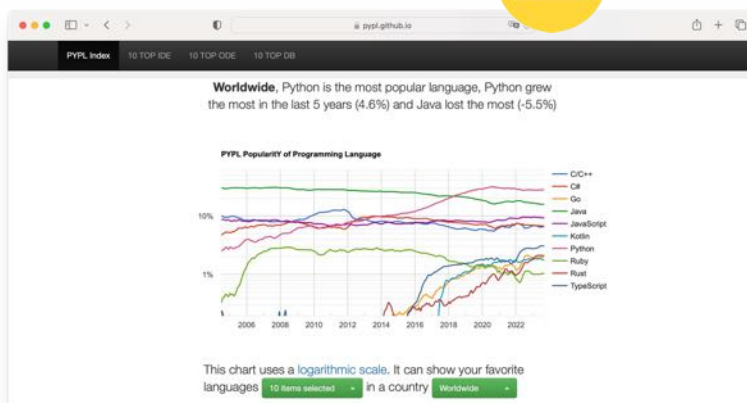 pypl.github.io
PYPL Index 10 TOP IDE 10 TOP ODE 10 TOP DB
Worldwide, Python is the most popular language, Python grew
the most in the last 5 years (4.6%) and Java lost the most (-5.5%)
PYPL PopularitY of Programming Language
C/C++
C#
Go
Java
JavaScript
Kotlin
Python
Ruby
Rust
TypeScript
10%
1%
2006 2008 2010 2012 2014 2016 2018 2020 2022
This chart uses a logarithmic scale. It can show your favorite
languages 10 items selected in a country Worldwide